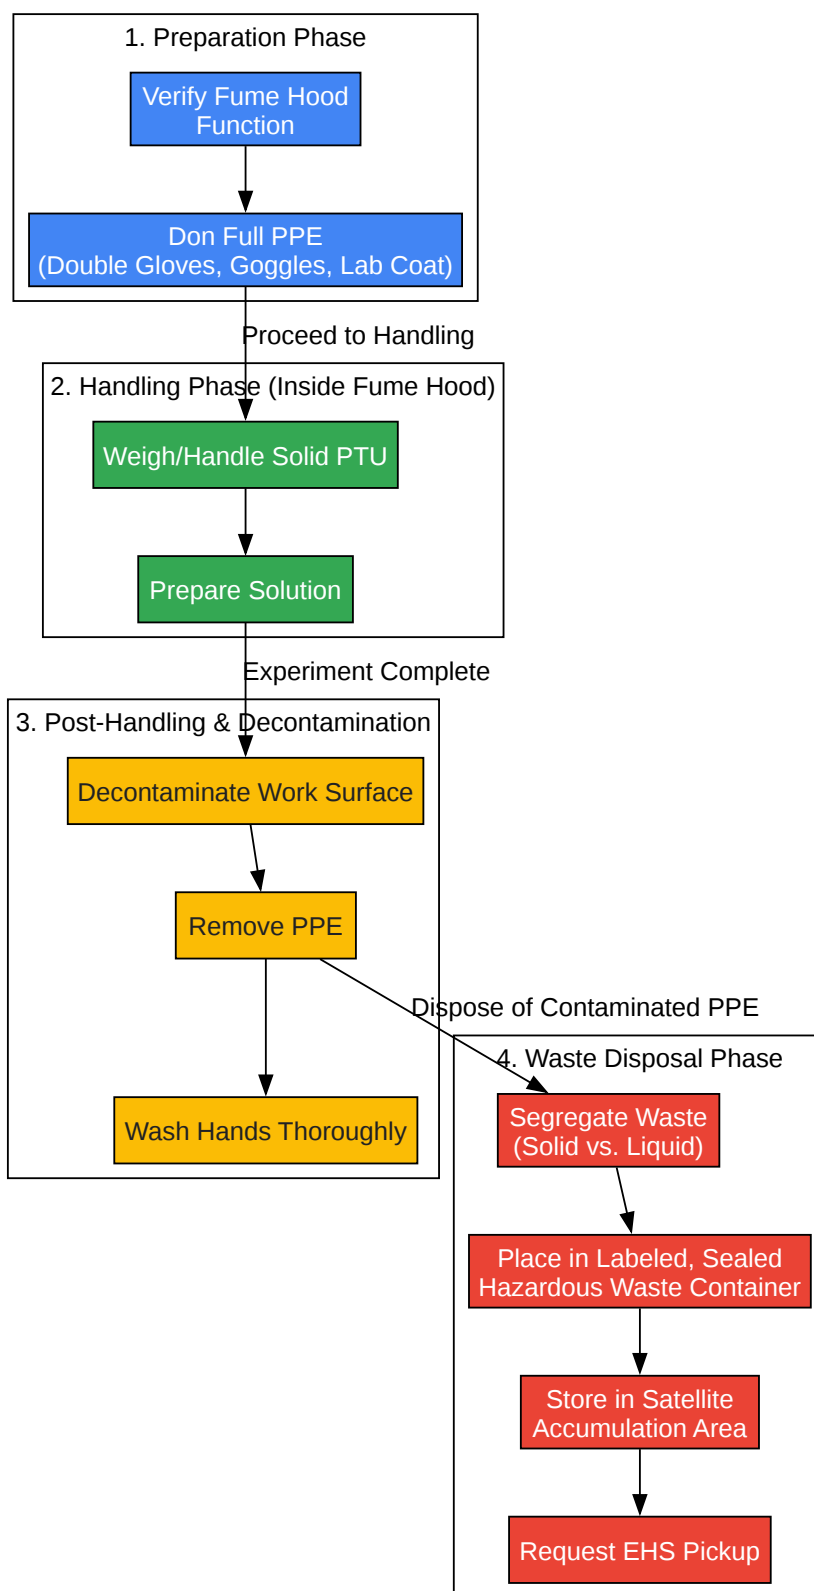 1. Preparation Phase
Verify Fume Hood
Function
Don Full PPE
(Double Gloves, Goggles, Lab Coat)
Proceed to Handling
2. Handling Phase (Inside Fume Hood)
Weigh/Handle Solid PTU
Prepare Solution
Experiment Complete
3. Post-Handling & Decontamination
Decontaminate Work Surface
Remove PPE
Dispose of Contaminated PPE
Wash Hands Thoroughly
4. Waste Disposal Phase
Segregate Waste
(Solid vs. Liquid)
Place in Labeled, Sealed
Hazardous Waste Container
Store in Satellite
Accumulation Area
Request EHS Pickup